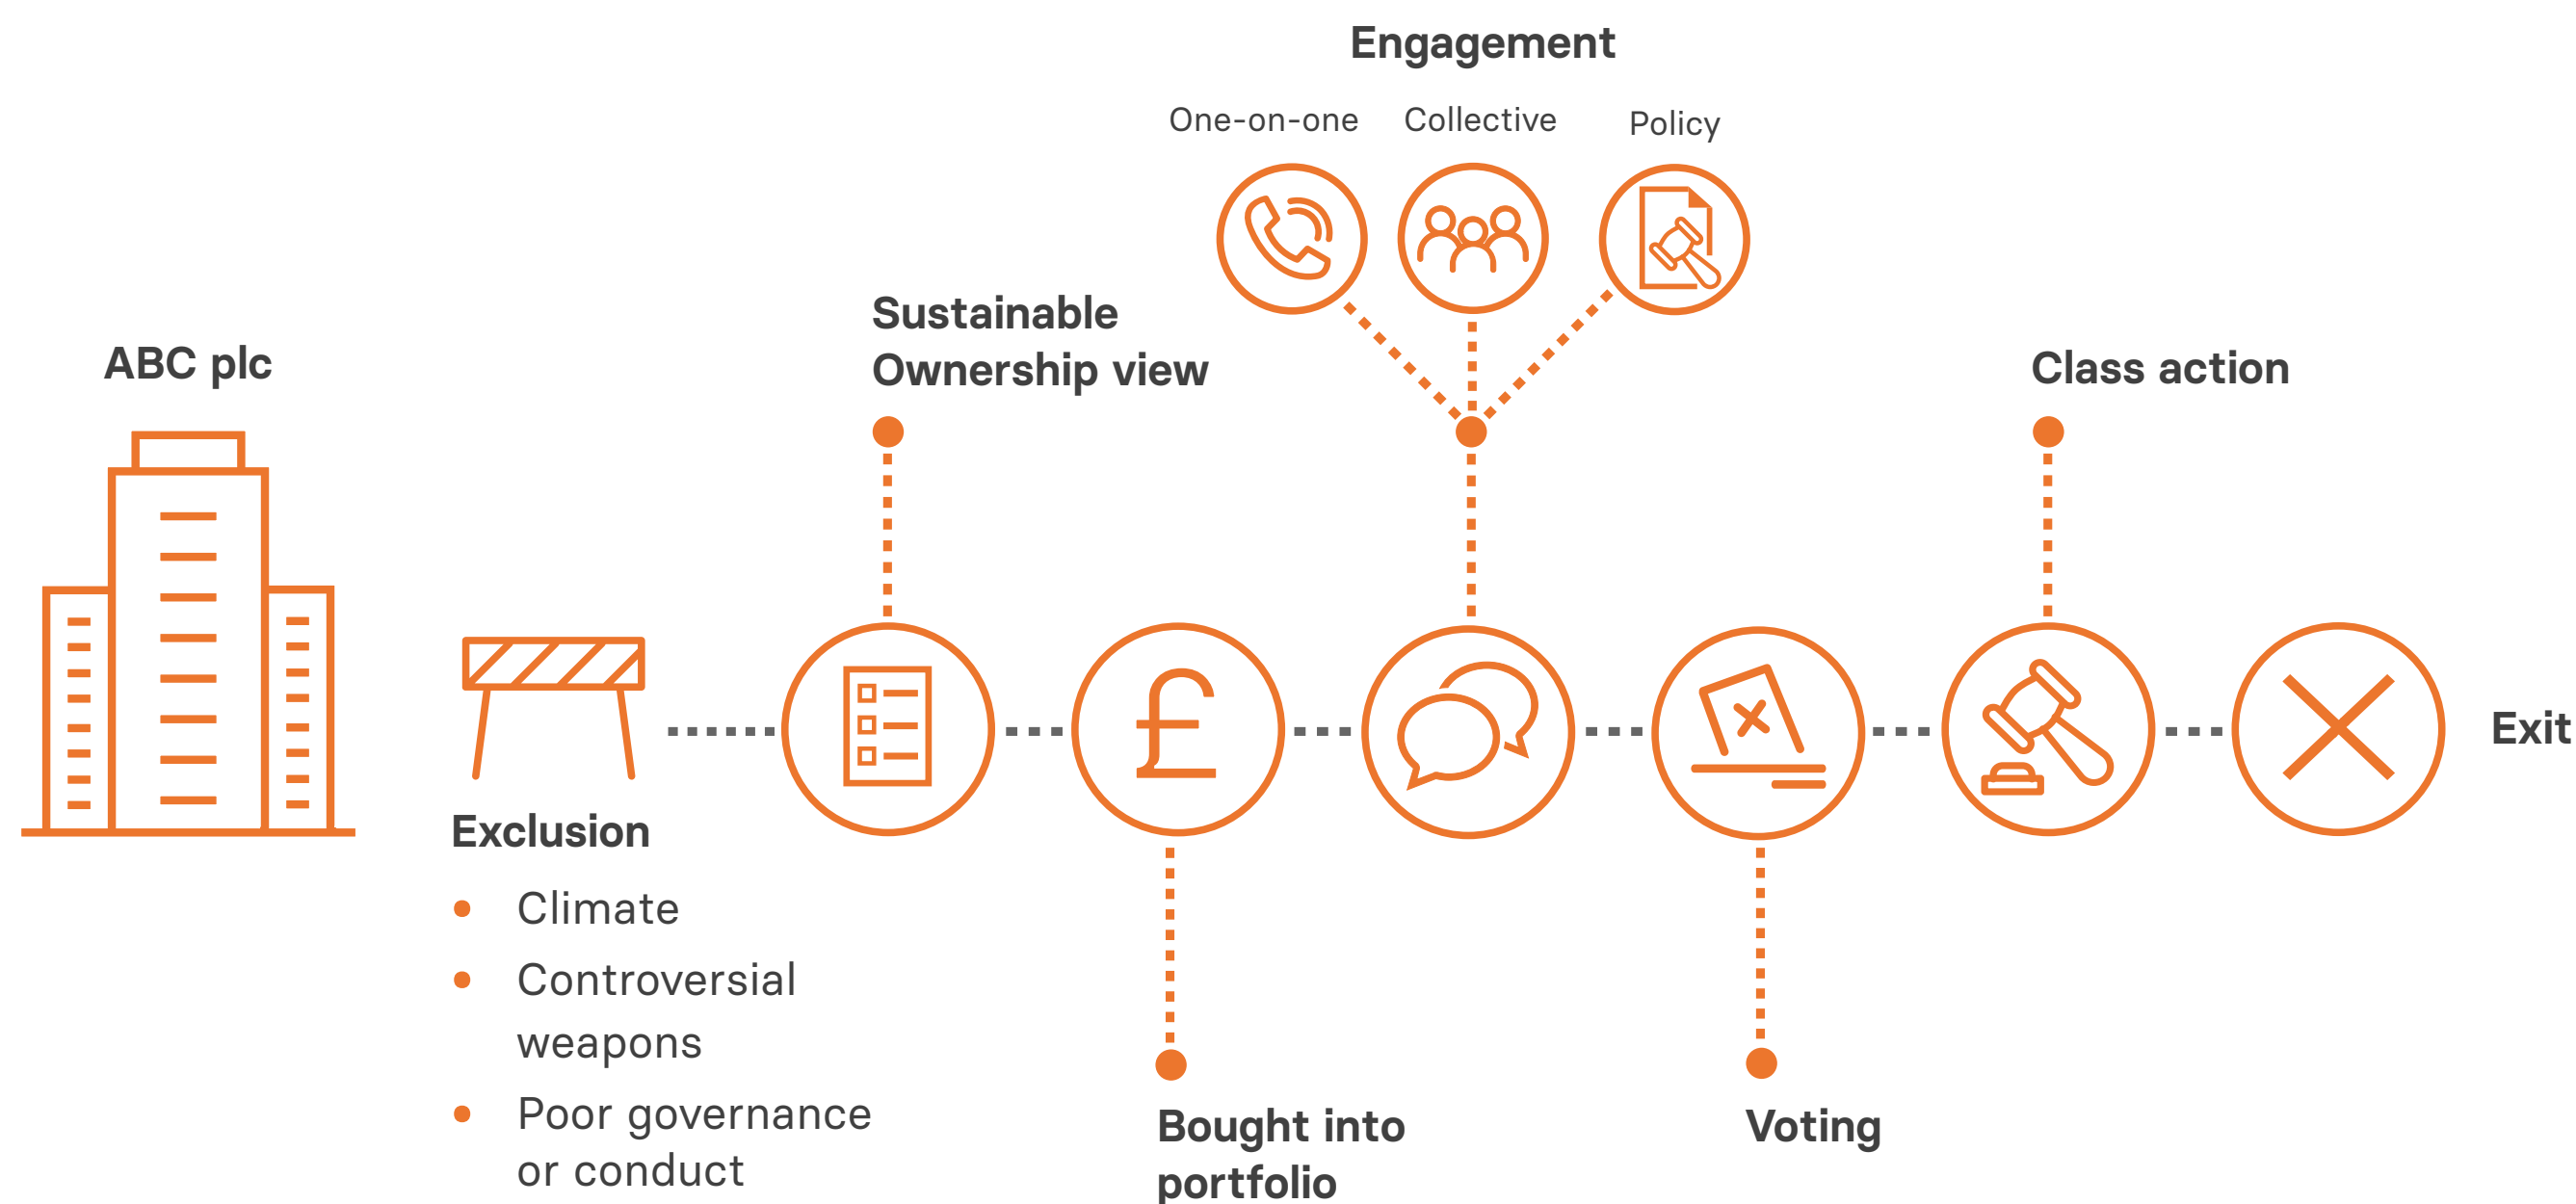 Engagement
One-on-one
Collective
Policy
Sustainable
Ownership view
ABC plc
Class action
Exit
Exclusion
• Climate
• Controversial
weapons
• Poor governance
or conduct
Bought into
portfolio
Voting